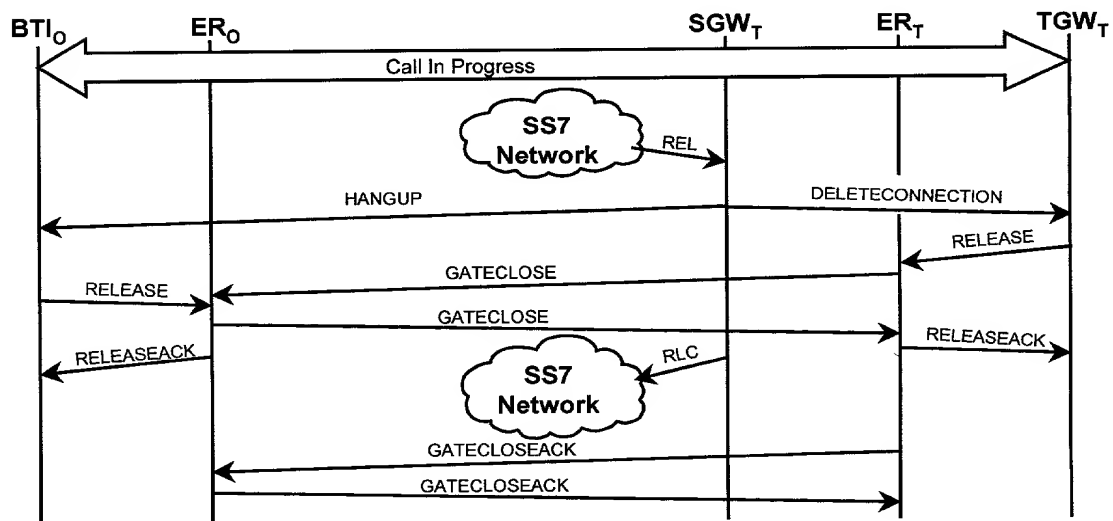 BTIO ERO SGWT ERT TGWT
Call In Progress
SS7
Network
REL
HANGUP
DELETECONNECTION
RELEASE
GATECLOSE
RELEASE
GATECLOSE
RELEASEACK
RELEASEACK
SS7
Network
RLC
GATECLOSEACK
GATECLOSEACK